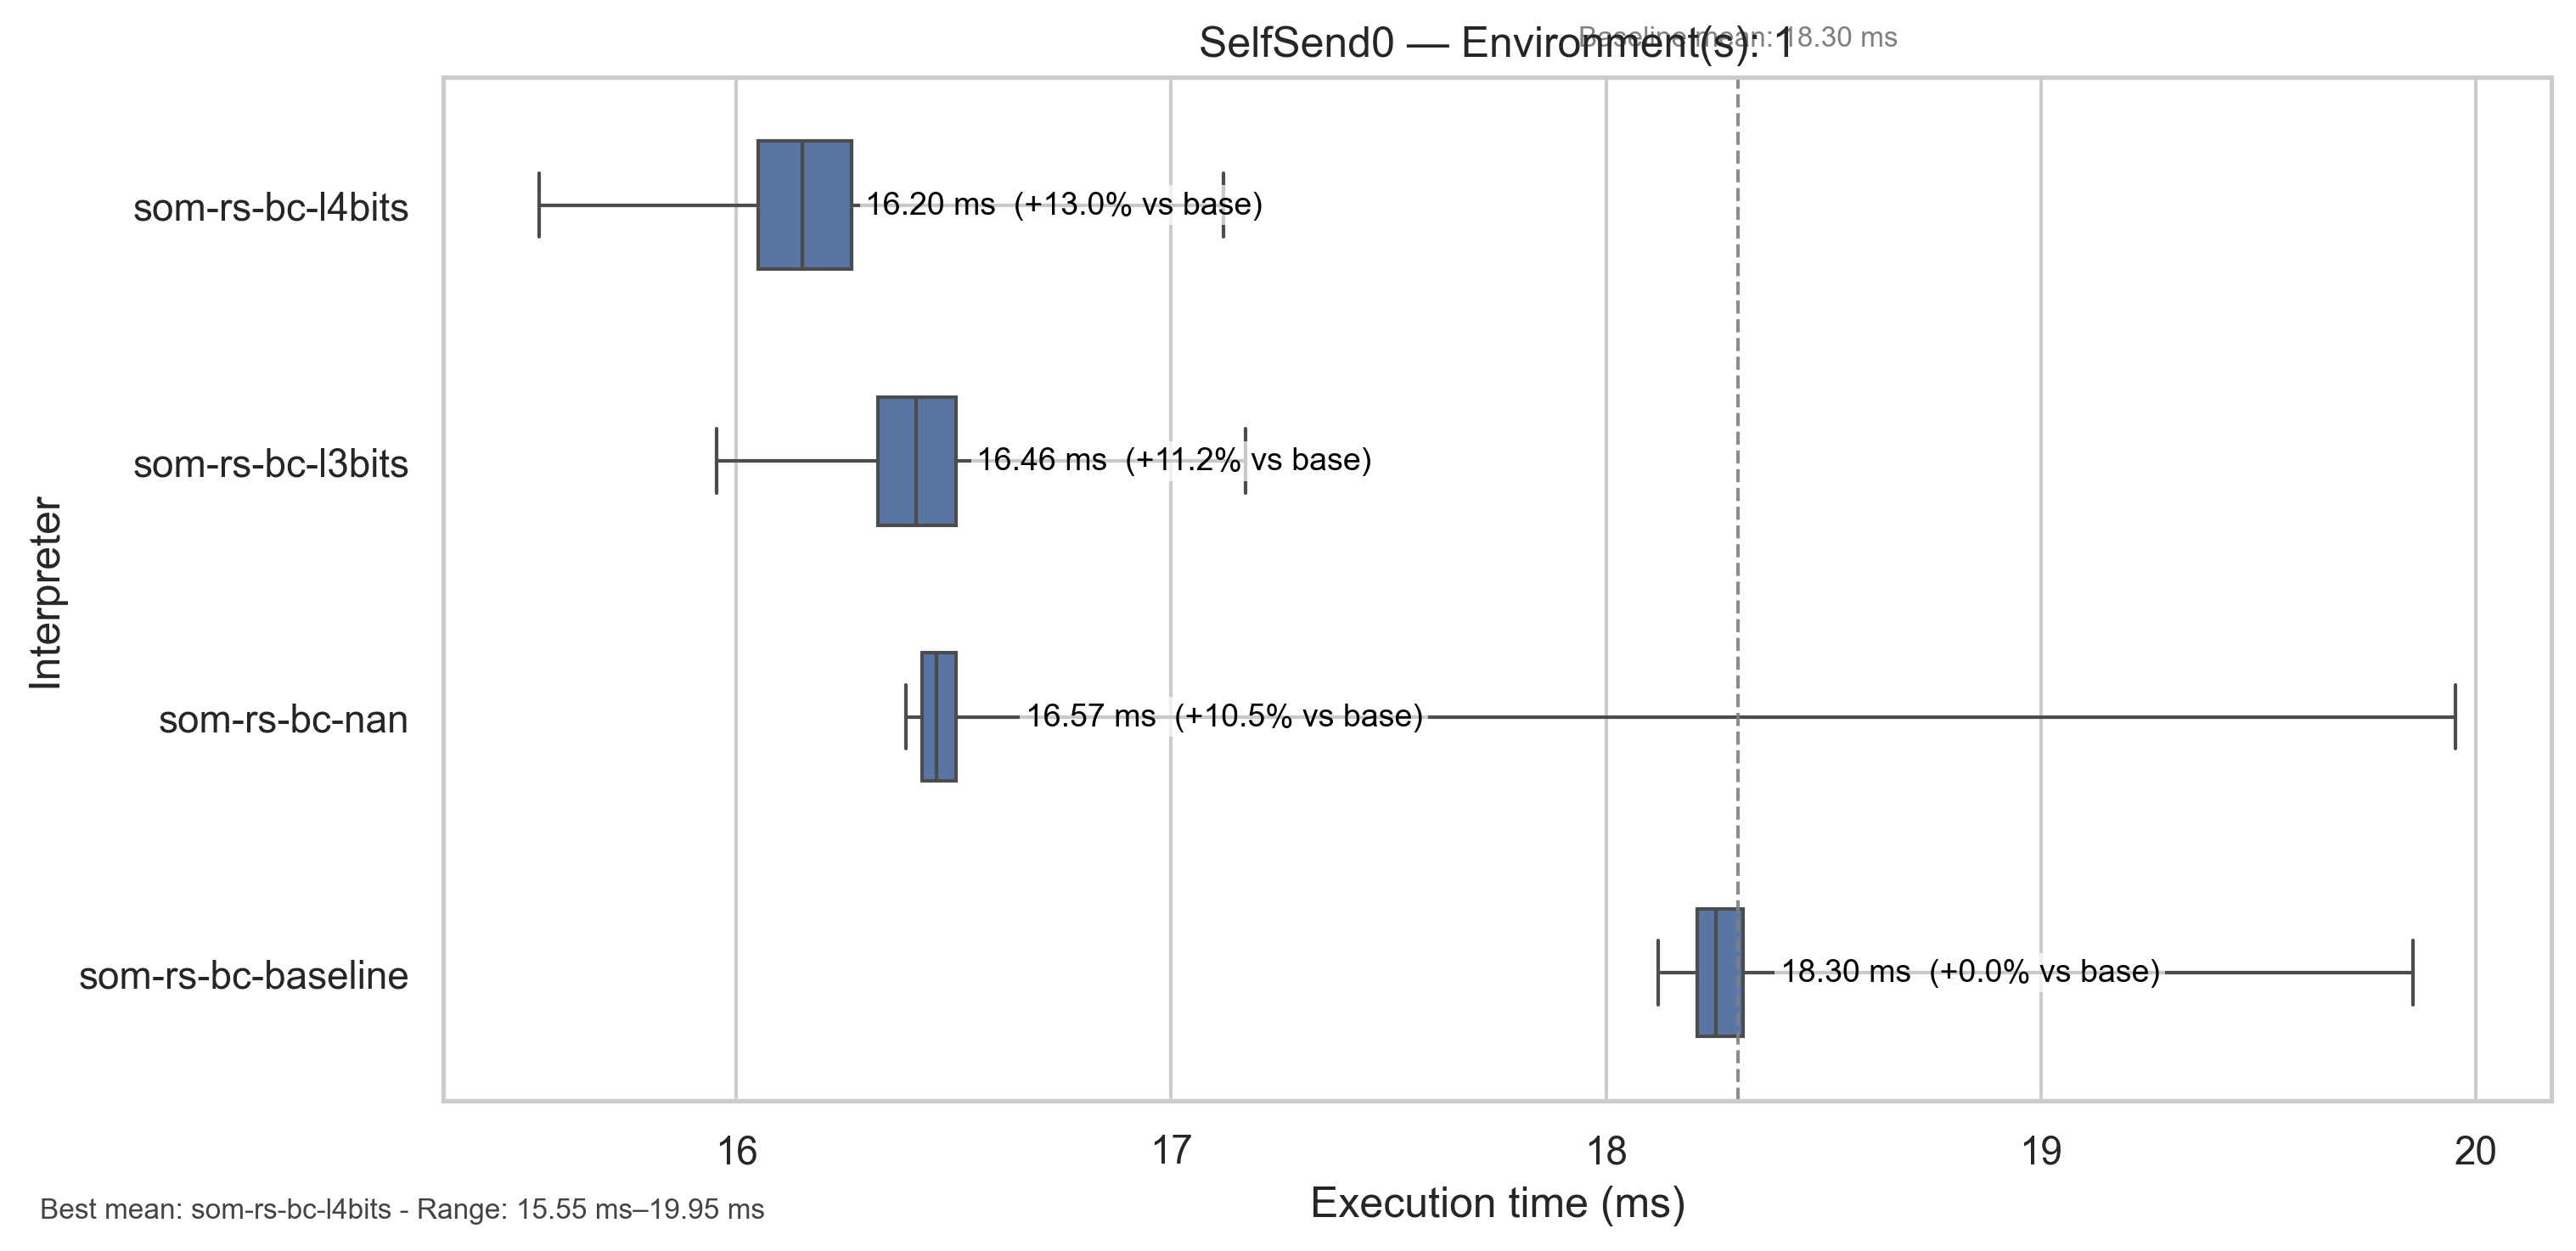 Baseline mean: 18.30 ms
SelfSend0 — Environment(s): 1
som-rs-bc-l4bits
16.20 ms  (+13.0% vs base)
som-rs-bc-l3bits
16.46 ms  (+11.2% vs base)
Interpreter
som-rs-bc-nan
16.57 ms  (+10.5% vs base)
som-rs-bc-baseline
18.30 ms  (+0.0% vs base)
16 17 18 19 20
Execution time (ms)
Best mean: som-rs-bc-l4bits - Range: 15.55 ms–19.95 ms